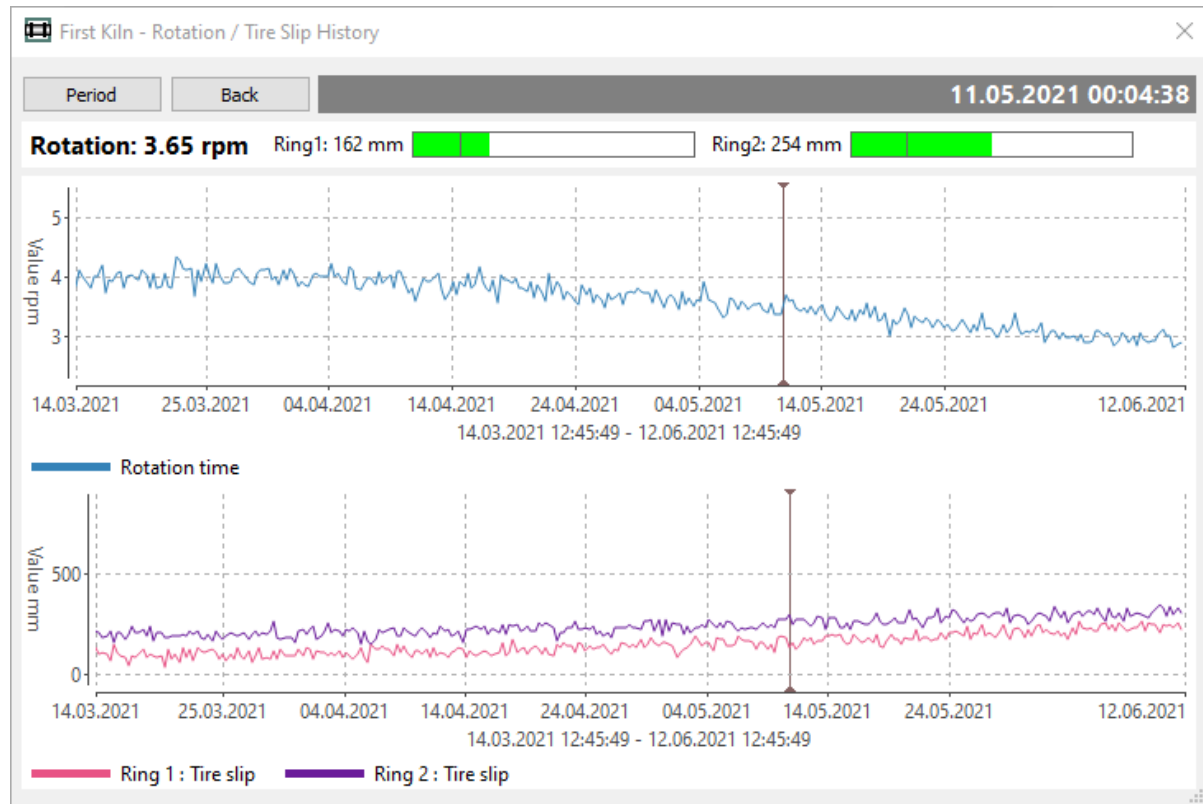 First Kiln - Rotation / Tire Slip History
Period Back 11.05.2021 00:04:38
Rotation: 3.65 rpm Ring1: 162 mm Ring2: 254 mm
Value rpm
5
4
3
14.03.2021 25.03.2021 04.04.2021 14.04.2021 24.04.2021 04.05.2021 14.05.2021 24.05.2021 12.06.2021
14.03.2021 12:45:49 - 12.06.2021 12:45:49
Rotation time
Value mm
500
0
14.03.2021 25.03.2021 04.04.2021 14.04.2021 24.04.2021 04.05.2021 14.05.2021 24.05.2021 12.06.2021
14.03.2021 12:45:49 - 12.06.2021 12:45:49
Ring 1 : Tire slip Ring 2 : Tire slip